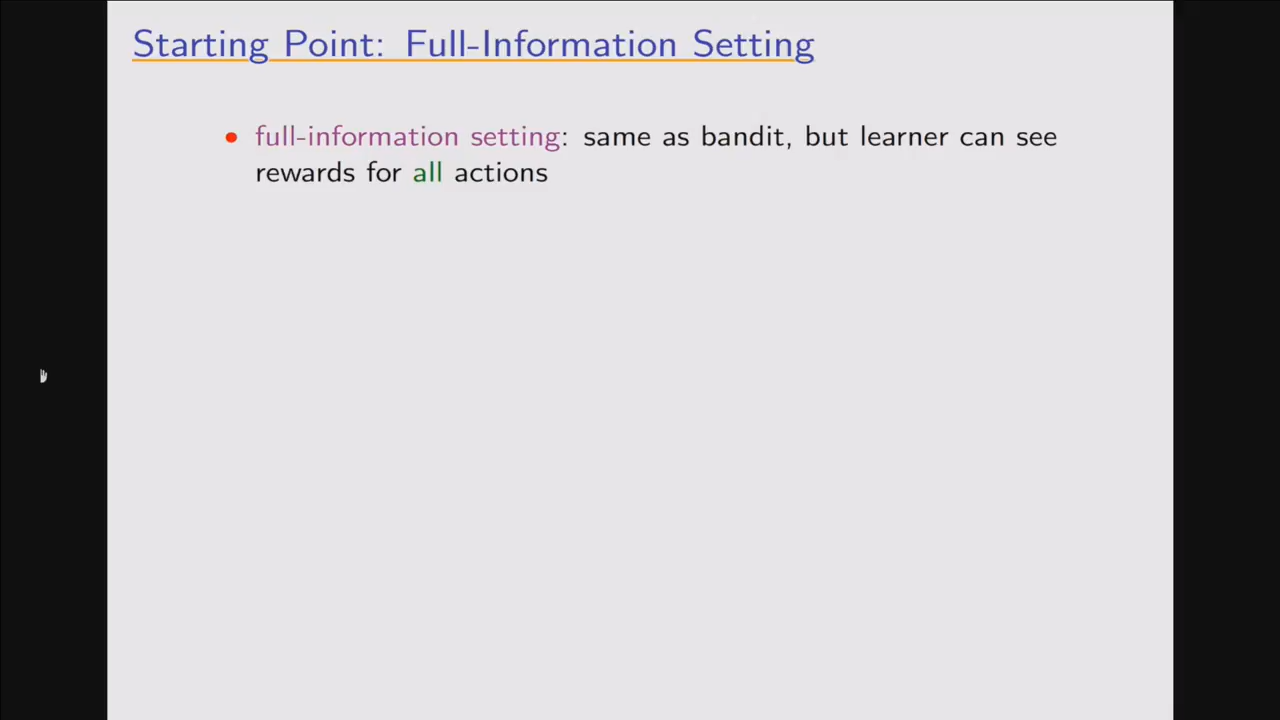 Starting Point: Full-Information Setting
• full-information setting: same as bandit, but learner can see
rewards for all actions